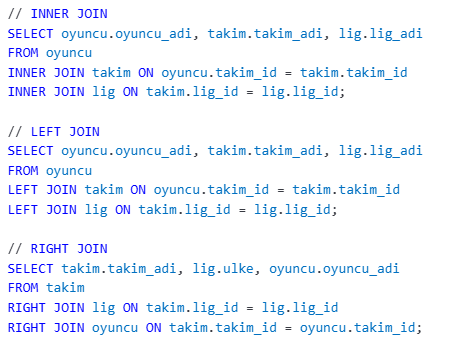 // INNER JOIN
SELECT oyuncu.oyuncu_adi, takim.takim_adi, lig.lig_adi
FROM oyuncu
INNER JOIN takim ON oyuncu.takim_id = takim.takim_id
INNER JOIN lig ON takim.lig_id = lig.lig_id;

// LEFT JOIN
SELECT oyuncu.oyuncu_adi, takim.takim_adi, lig.lig_adi
FROM oyuncu
LEFT JOIN takim ON oyuncu.takim_id = takim.takim_id
LEFT JOIN lig ON takim.lig_id = lig.lig_id;

// RIGHT JOIN
SELECT takim.takim_adi, lig.ulke, oyuncu.oyuncu_adi
FROM takim
RIGHT JOIN lig ON takim.lig_id = lig.lig_id
RIGHT JOIN oyuncu ON takim.takim_id = oyuncu.takim_id;